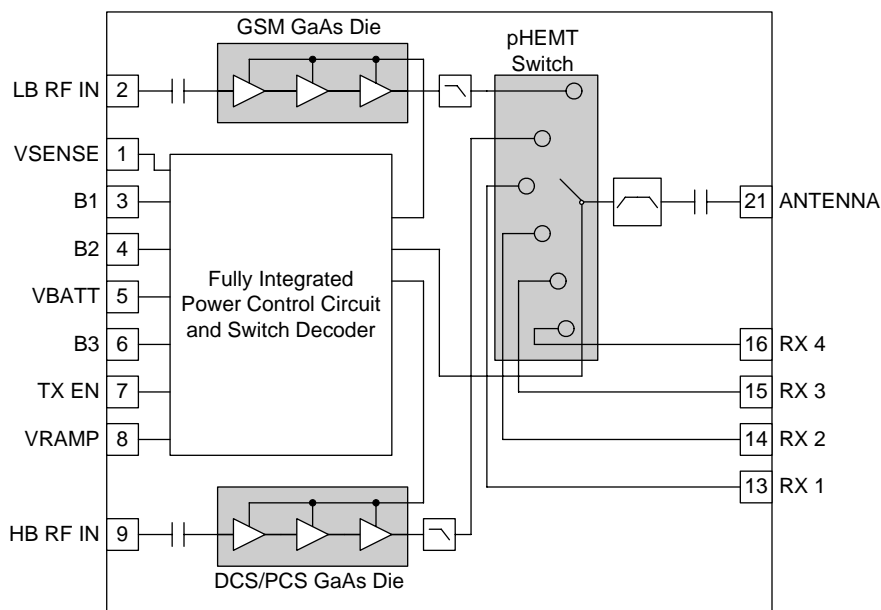 GSM GaAs Die
pHEMT
Switch
LB RF IN 2
VSENSE 1
B1 3
B2 4
VBATT 5
B3 6
TX EN 7
VRAMP 8
Fully Integrated
Power Control Circuit
and Switch Decoder
21 ANTENNA
16 RX 4
15 RX 3
14 RX 2
13 RX 1
HB RF IN 9
DCS/PCS GaAs Die